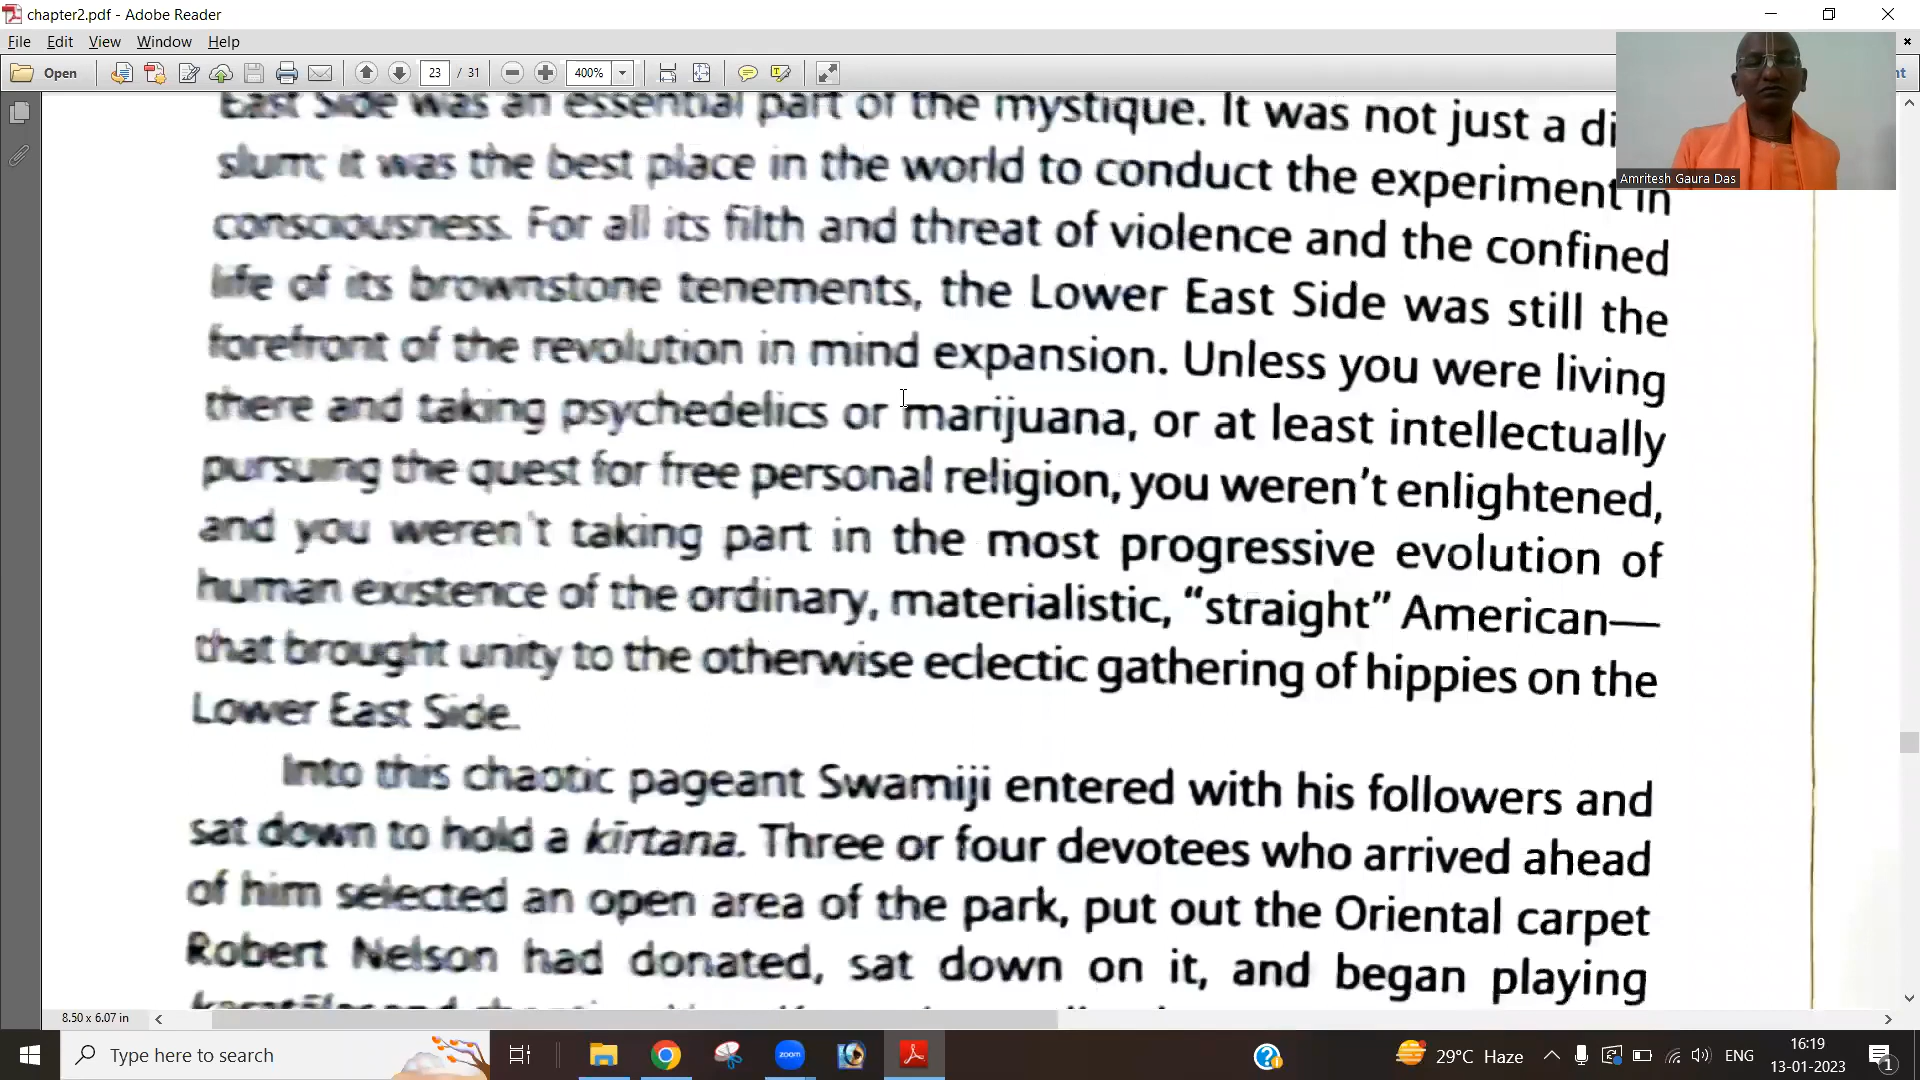 chapter2.pdf - Adobe Reader
File Edit View Window Help
Open 23 / 31 400%
East Side was an essential part of the mystique. It was not just a di
slum; it was the best place in the world to conduct the experiment in
consciousness. For all its filth and threat of violence and the confined
life of its brownstone tenements, the Lower East Side was still the
forefront of the revolution in mind expansion. Unless you were living
there and taking psychedelics or marijuana, or at least intellectually
pursuing the quest for free personal religion, you weren't enlightened,
and you weren't taking part in the most progressive evolution of
human existence of the ordinary, materialistic, “straight” American—
that brought unity to the otherwise eclectic gathering of hippies on the
Lower East Side.
Into this chaotic pageant Swamiji entered with his followers and
sat down to hold a kīrtana. Three or four devotees who arrived ahead
of him selected an open area of the park, put out the Oriental carpet
Robert Nelson had donated, sat down on it, and began playing
Amritesh Gaura Das
nt
8.50 x 6.07 in
Type here to search
zoom
29°C Haze
ENG
16:19
13-01-2023
1